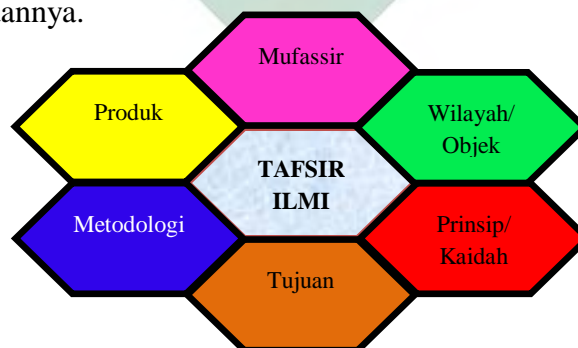 annya.
Mufassir
Produk
Wilayah/
Objek
TAFSIR
ILMI
Metodologi
Prinsip/
Kaidah
Tujuan